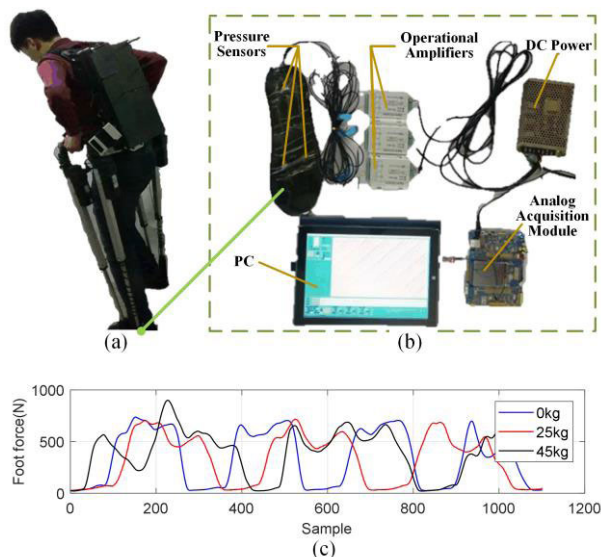 Pressure
Sensors
Operational
Amplifiers
DC Power
Analog
Acquisition
Module
PC
(a)
(b)
1000
500
0
Foot force(N)
0kg
25kg
45kg
0
200
400
600
800
1000
1200
Sample
(c)